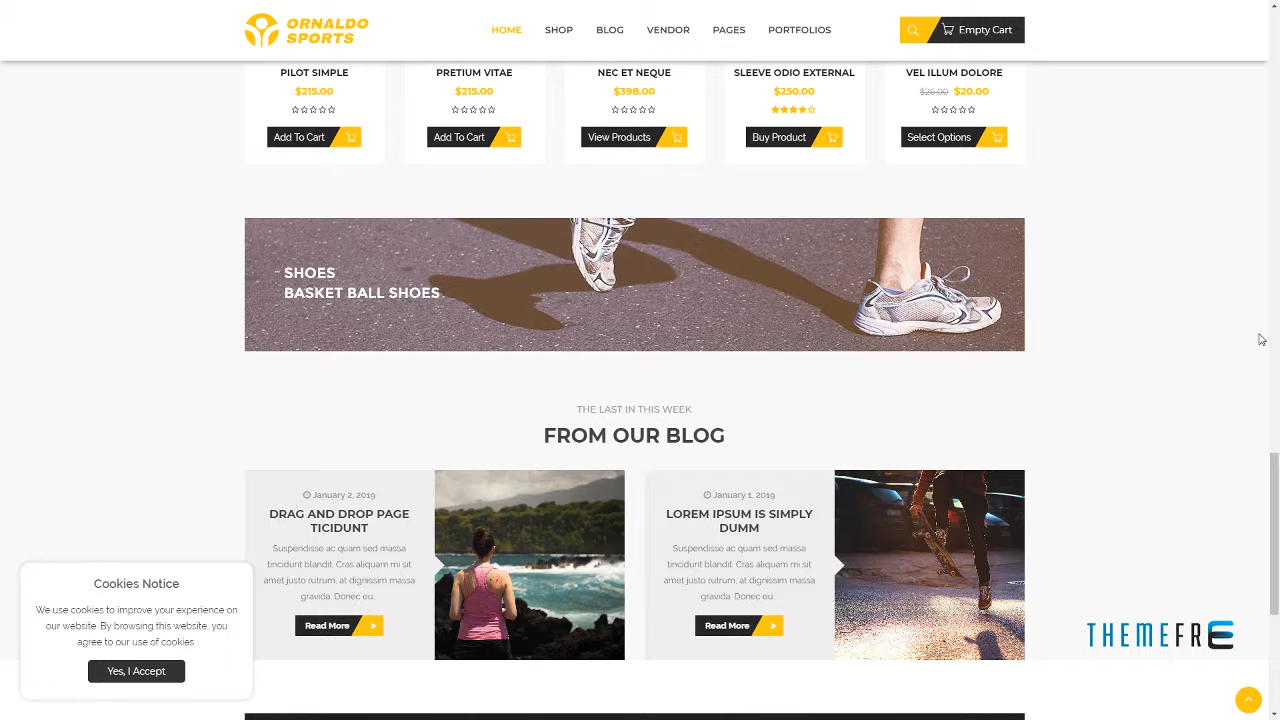 ORNALDO
SPORTS
HOME SHOP BLOG VENDOR PAGES PORTFOLIOS
Empty Cart
PILOT SIMPLE
$215.00
Add To Cart
PRETIUM VITAE
$215.00
Add To Cart
NEC ET NEQUE
$398.00
View Products
SLEEVE ODIO EXTERNAL
$250.00
Buy Product
VEL ILLUM DOLORE
$26.00 $20.00
Select Options
SHOES
BASKET BALL SHOES
THE LAST IN THIS WEEK
FROM OUR BLOG
January 2, 2019
DRAG AND DROP PAGE
TICIDUNT
Suspendisse ac quam sed massa
tincidunt blandit. Cras aliquam mi sit
amet justo rutrum, at dignissim massa
gravida. Donec eu..
Read More »
January 1, 2019
LOREM IPSUM IS SIMPLY
DUMM
Suspendisse ac quam sed massa
tincidunt blandit. Cras aliquam mi sit
amet justo rutrum, at dignissim massa
gravida. Donec eu..
Read More »
Cookies Notice
We use cookies to improve your experience on
our website. By browsing this website, you
agree to our use of cookies.
Yes, I Accept
THEMEFRE